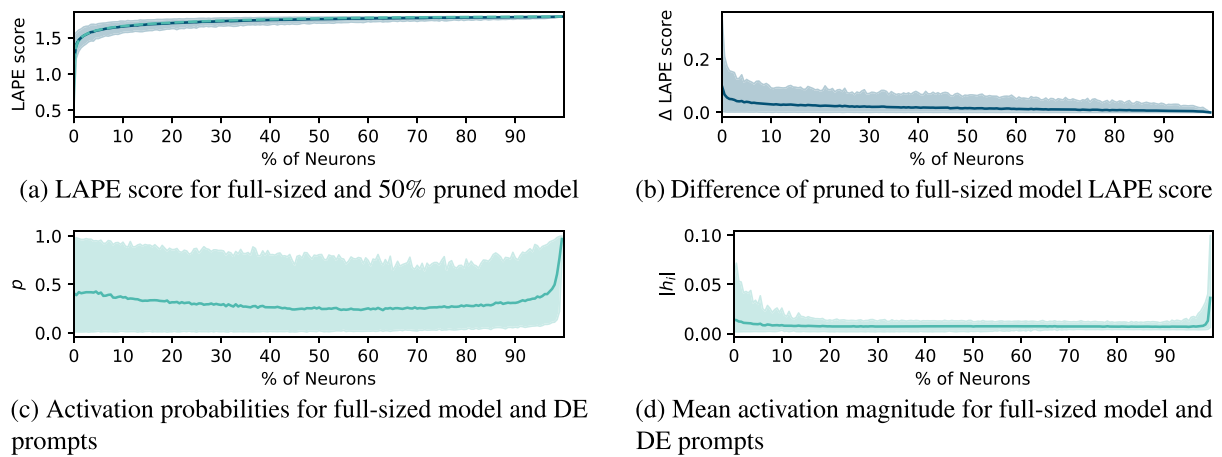 LAPE score
1.5
1.0
0.5
0 10 20 30 40 50 60 70 80 90
% of Neurons
(a) LAPE score for full-sized and 50% pruned model
Δ LAPE score
0.2
0.0
0 10 20 30 40 50 60 70 80 90
% of Neurons
(b) Difference of pruned to full-sized model LAPE score
p
1.0
0.5
0.0
0 10 20 30 40 50 60 70 80 90
% of Neurons
(c) Activation probabilities for full-sized model and DE
prompts
|hᵢ|
0.10
0.05
0.00
0 10 20 30 40 50 60 70 80 90
% of Neurons
(d) Mean activation magnitude for full-sized model and
DE prompts